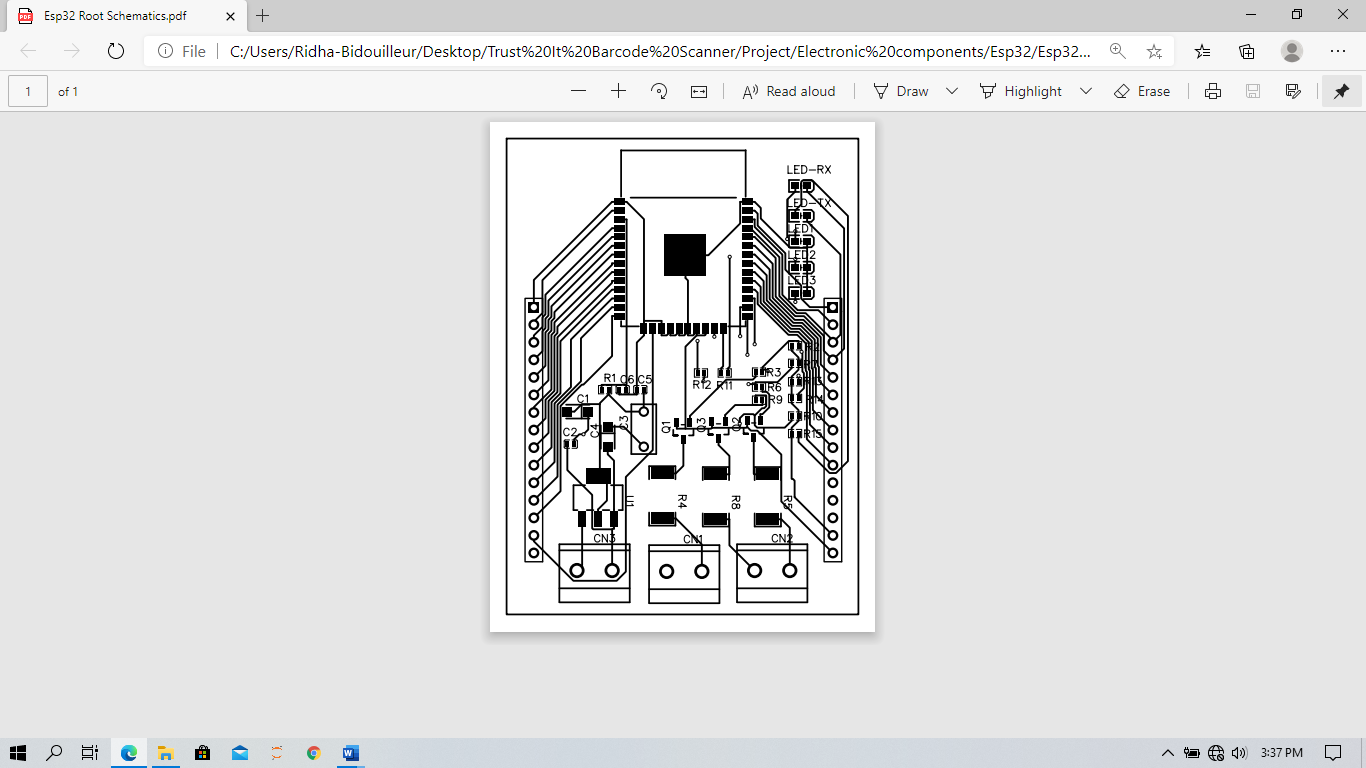 Esp32 Root Schematics.pdf
File
C:/Users/Ridha-Bidouilleur/Desktop/Trust%20It%20Barcode%20Scanner/Project/Electronic%20components/Esp32/Esp32...
1 of 1
Read aloud
Draw
Highlight
Erase
LED-RX
LED-TX
LED1
LED2
LED3
R3
R1 C6 C5
R12 R11
R6
C1
R9
R14
C3
R10
Q1
Q3
Q2
C2
C4
R15
U1
R4
R8
R5
CN3
CN1
CN2
3:37 PM